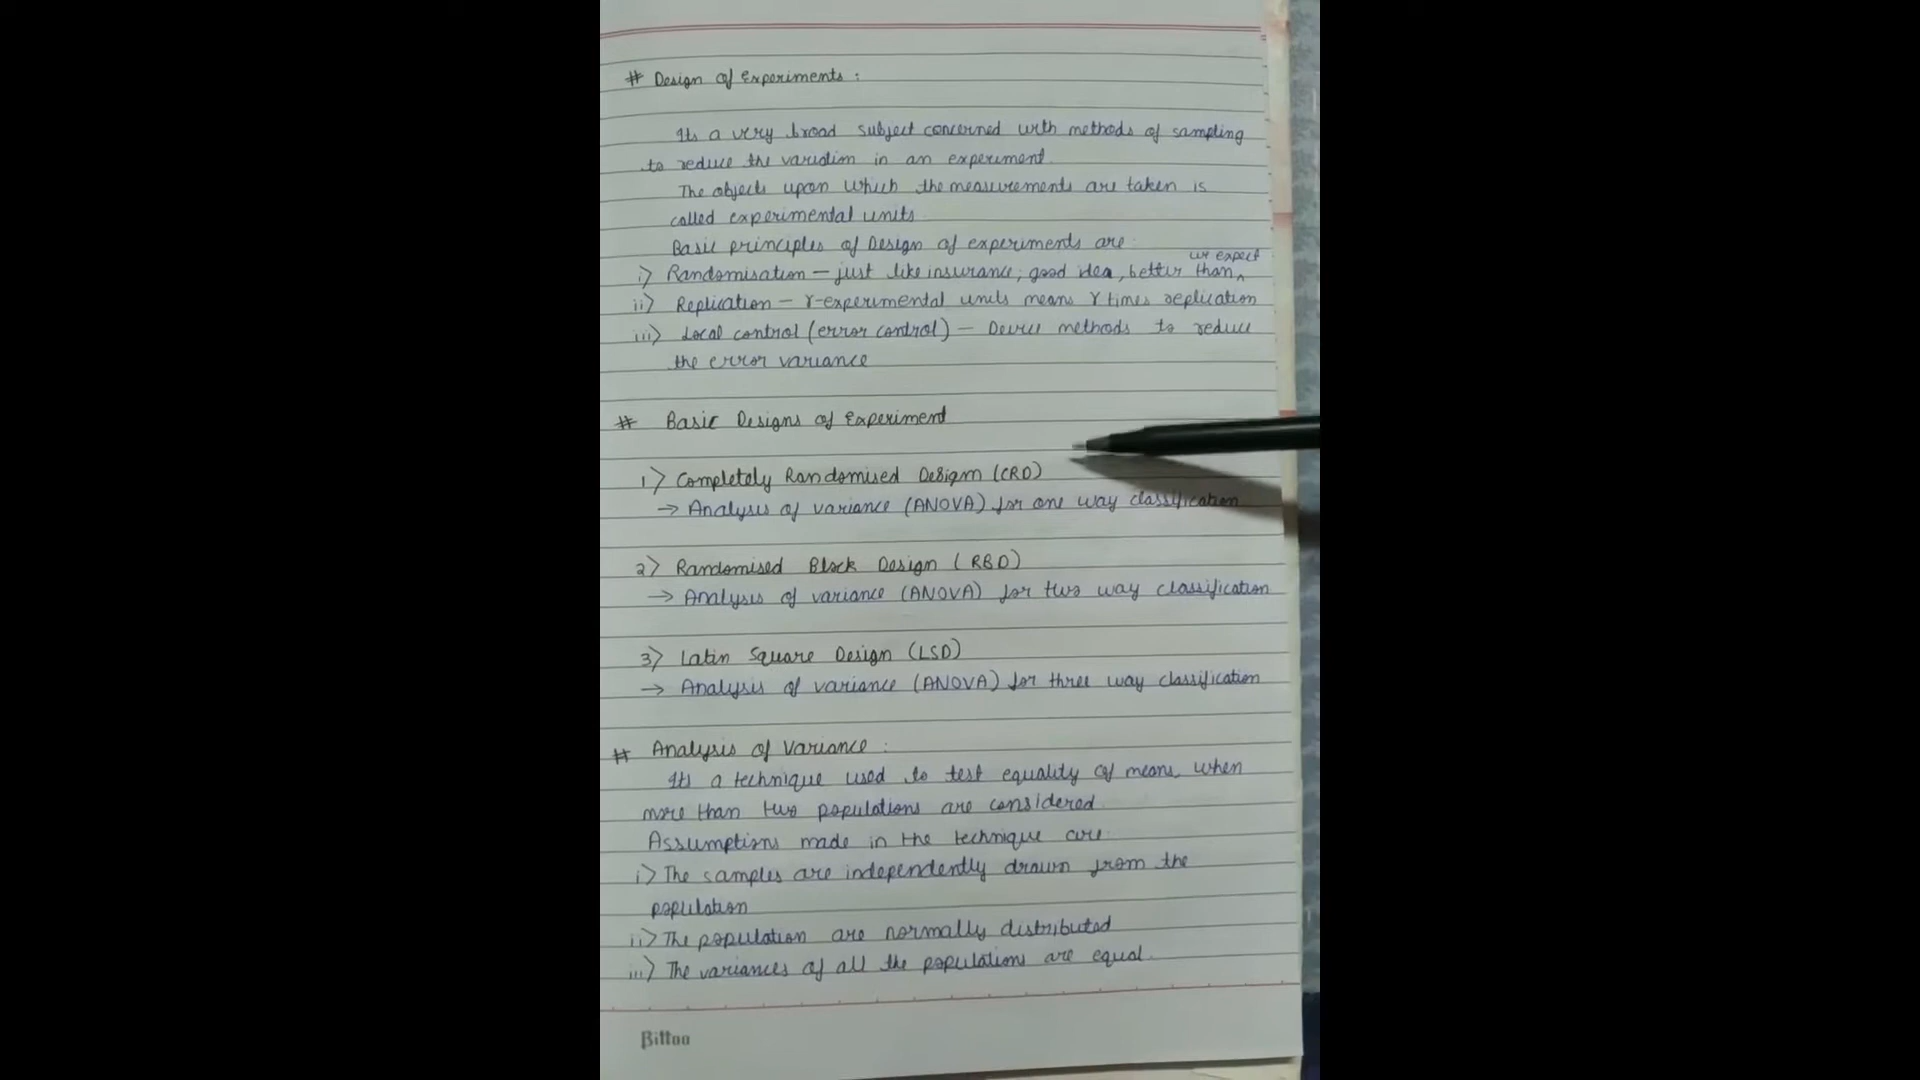 # Design of Experiments :
Its a very broad subject concerned with methods of sampling
to reduce the variation in an experiment.
The objects upon which the measurements are taken is
called experimental units
Basic principles of Design of experiments are
we expect
i) Randomisation — just like insurance; good idea, better than^
ii) Replication — r-experimental units means r times replication
iii) Local control (error control) — Devise methods to reduce
the error variance
# Basic Designs of Experiment
1) Completely Randomised Design (CRD)
→ Analysis of variance (ANOVA) for one way classification
2) Randomised Block Design (RBD)
→ Analysis of variance (ANOVA) for two way classification
3) Latin Square Design (LSD)
→ Analysis of variance (ANOVA) for three way classification
# Analysis of Variance :
Its a technique used to test equality of means when
more than two populations are considered.
Assumptions made in the technique are
i) The samples are independently drawn from the
population
ii) The population are normally distributed
iii) The variances of all the populations are equal.
Bittoo